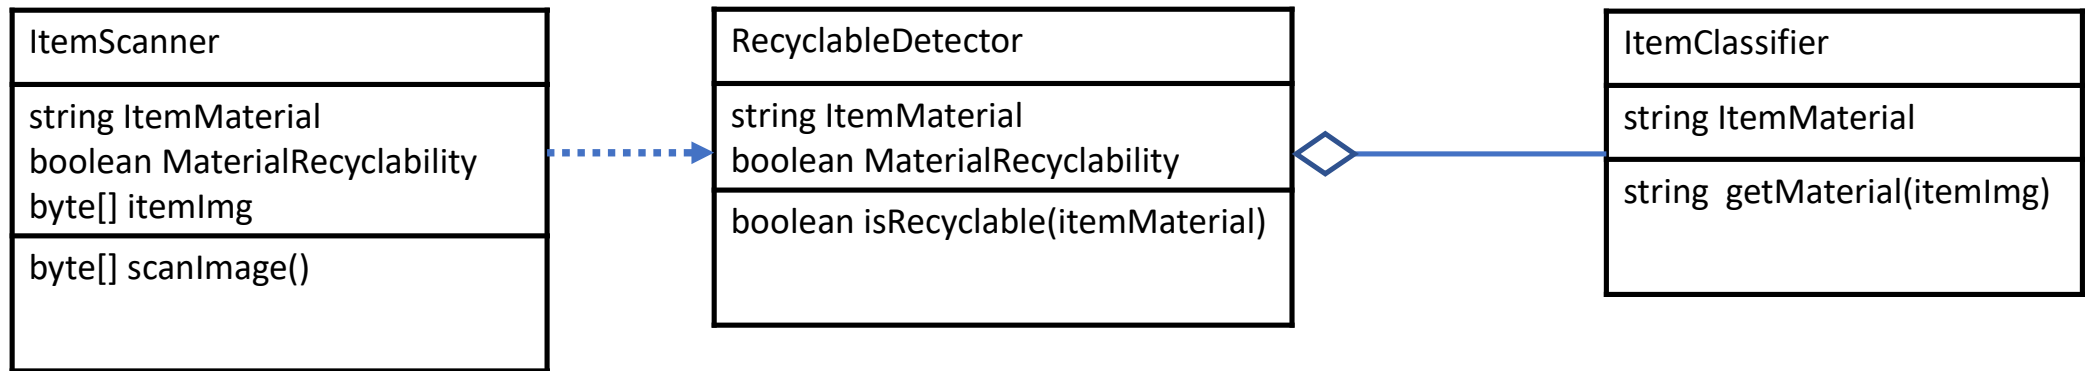 ItemScanner
string ItemMaterial
boolean MaterialRecyclability
byte[] itemImg
byte[] scanImage()
RecyclableDetector
string ItemMaterial
boolean MaterialRecyclability
boolean isRecyclable(itemMaterial)
ItemClassifier
string ItemMaterial
string  getMaterial(itemImg)